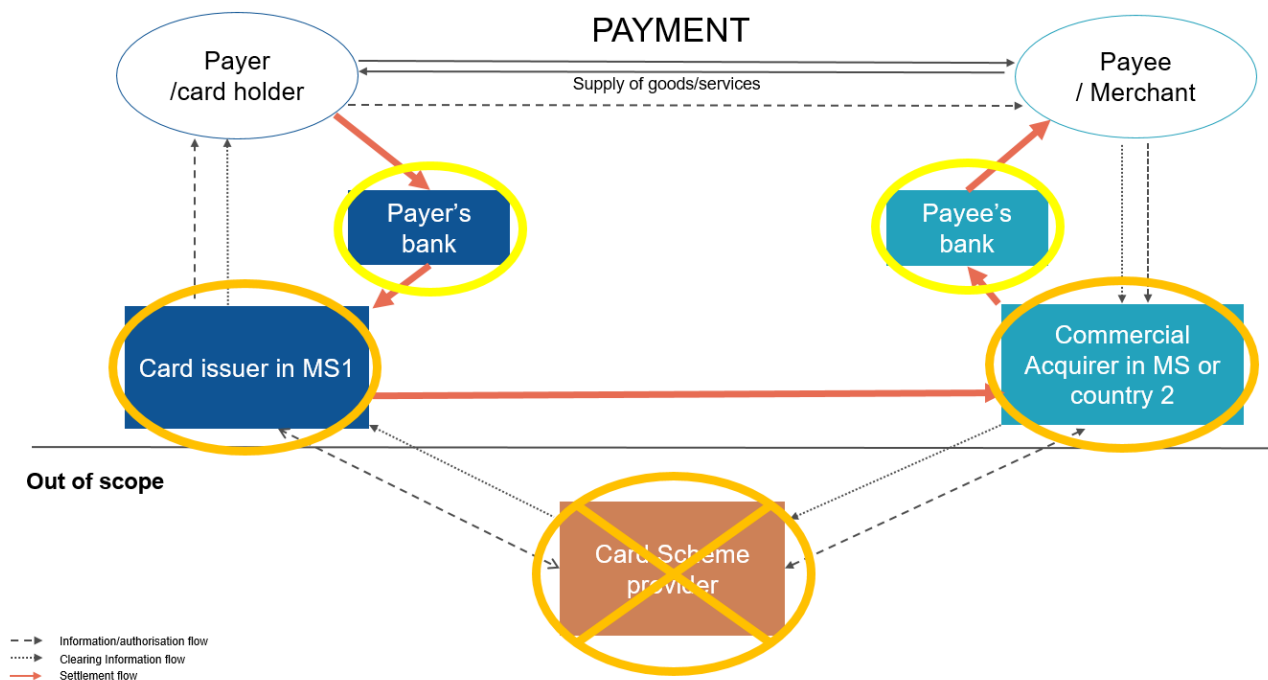 PAYMENT
Payer
/card holder
Supply of goods/services
Payee
/ Merchant
Payer's
bank
Payee's
bank
Card issuer in MS1
Commercial
Acquirer in MS or
country 2
Out of scope
Card Scheme
provider
Information/authorisation flow
Clearing Information flow
Settlement flow